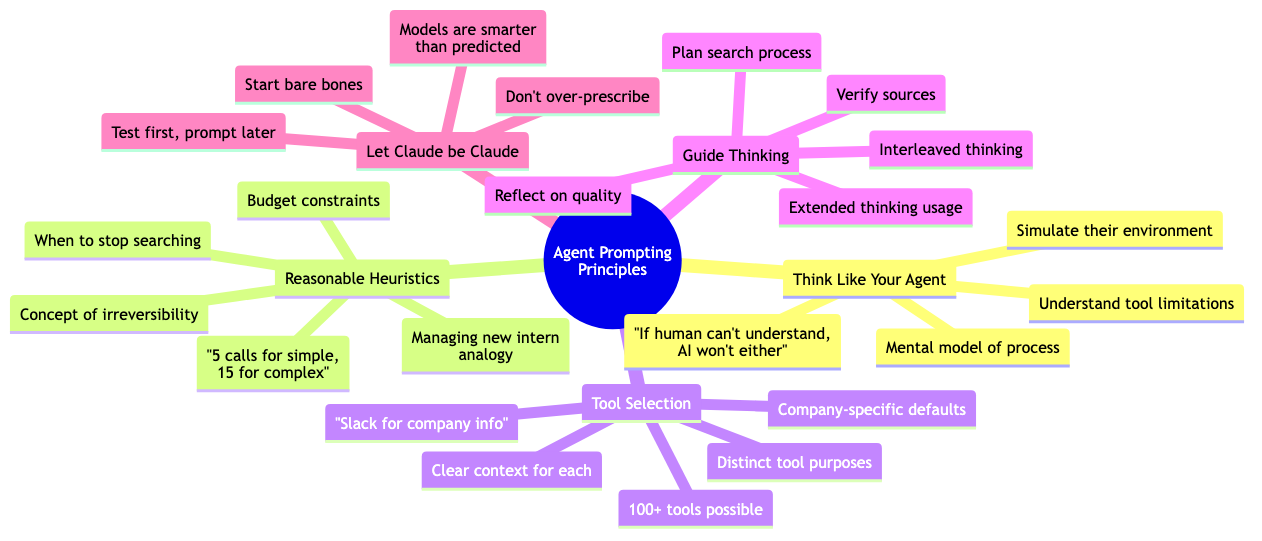 Models are smarter
than predicted
Start bare bones
Don't over-prescribe
Test first, prompt later
Let Claude be Claude
Plan search process
Verify sources
Guide Thinking
Interleaved thinking
Reflect on quality
Extended thinking usage
Agent Prompting
Principles
Budget constraints
When to stop searching
Reasonable Heuristics
Concept of irreversibility
"5 calls for simple,
15 for complex"
Managing new intern
analogy
Simulate their environment
Think Like Your Agent
Understand tool limitations
"If human can't understand,
AI won't either"
Mental model of process
Tool Selection
Company-specific defaults
"Slack for company info"
Clear context for each
Distinct tool purposes
100+ tools possible